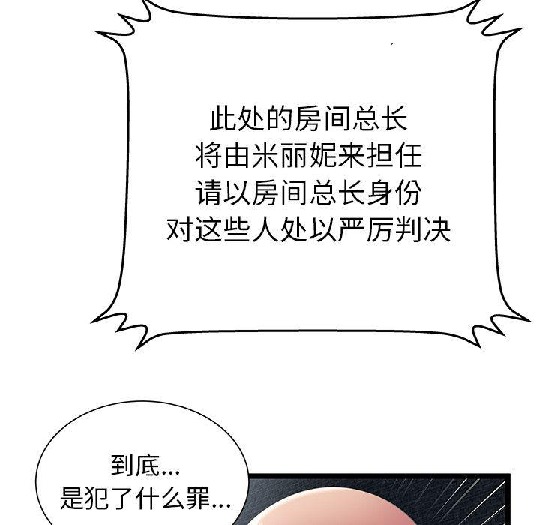 此处的房间总长
将由米丽妮来担任
请以房间总长身份
对这些人处以严厉判决
到底...
是犯了什么罪...